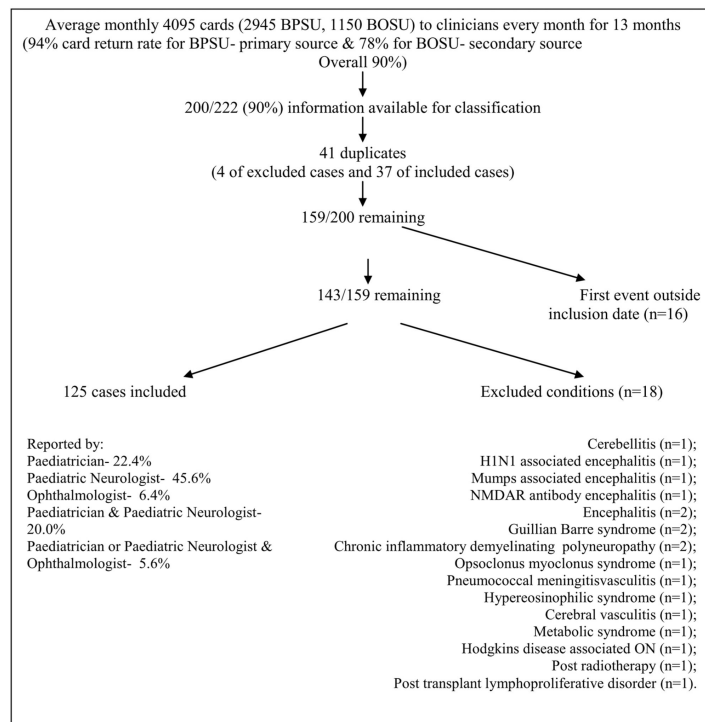 Average monthly 4095 cards (2945 BPSU, 1150 BOSU) to clinicians every month for 13 months
(94% card return rate for BPSU- primary source & 78% for BOSU- secondary source
Overall 90%)
200/222 (90%) information available for classification
41 duplicates
(4 of excluded cases and 37 of included cases)
159/200 remaining
143/159 remaining
First event outside
inclusion date (n=16)
125 cases included
Excluded conditions (n=18)
Reported by:
Paediatrician- 22.4%
Paediatric Neurologist- 45.6%
Ophthalmologist- 6.4%
Paediatrician & Paediatric Neurologist-
20.0%
Paediatrician or Paediatric Neurologist &
Ophthalmologist- 5.6%
Cerebellitis (n=1);
H1N1 associated encephalitis (n=1);
Mumps associated encephalitis (n=1);
NMDAR antibody encephalitis (n=1);
Encephalitis (n=2);
Guillian Barre syndrome (n=2);
Chronic inflammatory demyelinating polyneuropathy (n=2);
Opsoclonus myoclonus syndrome (n=1);
Pneumococcal meningitisvasculitis (n=1);
Hypereosinophilic syndrome (n=1);
Cerebral vasculitis (n=1);
Metabolic syndrome (n=1);
Hodgkins disease associated ON (n=1);
Post radiotherapy (n=1);
Post transplant lymphoproliferative disorder (n=1).